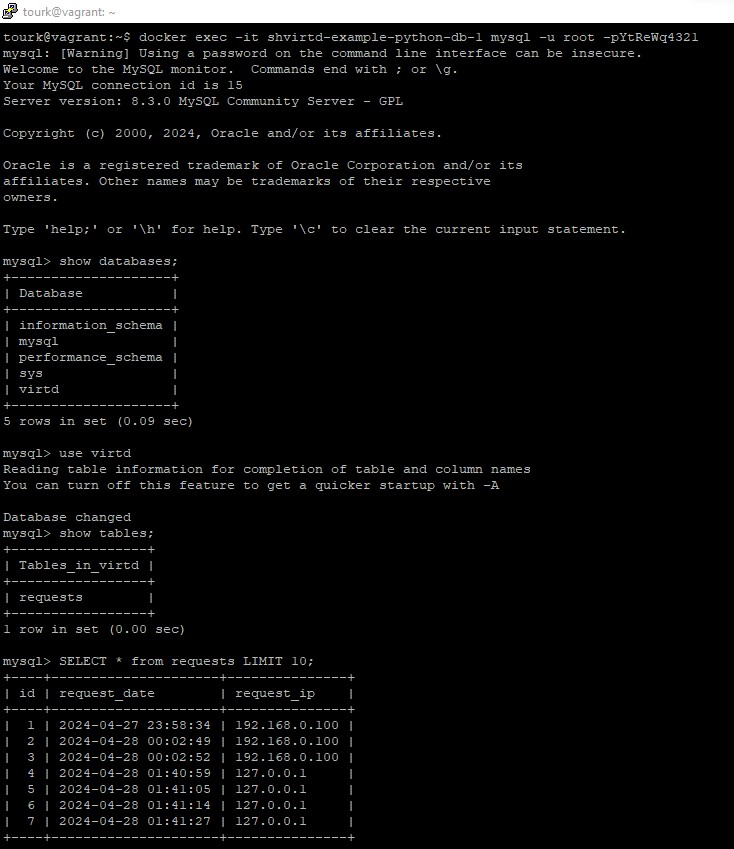 tourk@vagrant: ~
tourk@vagrant:~$ docker exec -it shvirtd-example-python-db-1 mysql -u root -pYtReWq4321
mysql: [Warning] Using a password on the command line interface can be insecure.
Welcome to the MySQL monitor.  Commands end with ; or \g.
Your MySQL connection id is 15
Server version: 8.3.0 MySQL Community Server - GPL

Copyright (c) 2000, 2024, Oracle and/or its affiliates.

Oracle is a registered trademark of Oracle Corporation and/or its
affiliates. Other names may be trademarks of their respective
owners.

Type 'help;' or '\h' for help. Type '\c' to clear the current input statement.

mysql> show databases;
+--------------------+
| Database           |
+--------------------+
| information_schema |
| mysql              |
| performance_schema |
| sys                |
| virtd              |
+--------------------+
5 rows in set (0.09 sec)

mysql> use virtd
Reading table information for completion of table and column names
You can turn off this feature to get a quicker startup with -A

Database changed
mysql> show tables;
+-----------------+
| Tables_in_virtd |
+-----------------+
| requests        |
+-----------------+
1 row in set (0.00 sec)

mysql> SELECT * from requests LIMIT 10;
+----+---------------------+---------------+
| id | request_date        | request_ip    |
+----+---------------------+---------------+
|  1 | 2024-04-27 23:58:34 | 192.168.0.100 |
|  2 | 2024-04-28 00:02:49 | 192.168.0.100 |
|  3 | 2024-04-28 00:02:52 | 192.168.0.100 |
|  4 | 2024-04-28 01:40:59 | 127.0.0.1     |
|  5 | 2024-04-28 01:41:05 | 127.0.0.1     |
|  6 | 2024-04-28 01:41:14 | 127.0.0.1     |
|  7 | 2024-04-28 01:41:27 | 127.0.0.1     |
+----+---------------------+---------------+